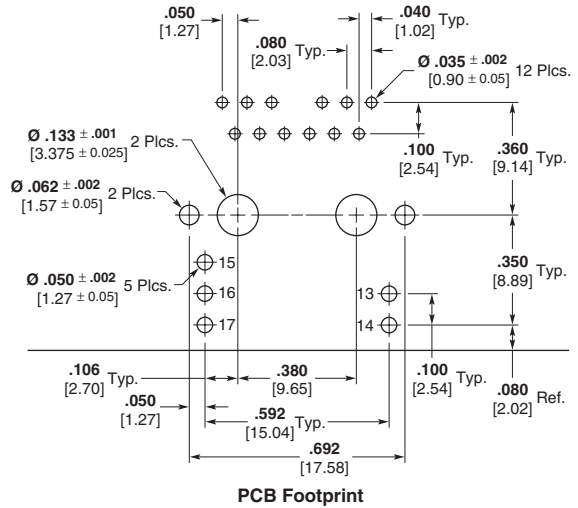 .050
[1.27]
.040 Typ.
[1.02]
.080 Typ.
[2.03]
Ø .035 ± .002 12 Plcs.
[0.90 ± 0.05]
Ø .133 ± .001 2 Plcs.
[3.375 ± 0.025]
.100 Typ.
[2.54]
.360 Typ.
[9.14]
Ø .062 ± .002 2 Plcs.
[1.57 ± 0.05]
15
Ø .050 ± .002 5 Plcs.
[1.27 ± 0.05]
16
13
.350 Typ.
[8.89]
17
14
.106 Typ.
[2.70]
.380
[9.65]
.100 Typ.
[2.54]
.080 Ref.
[2.02]
.050
[1.27]
.592 Typ.
[15.04]
.692
[17.58]
PCB Footprint